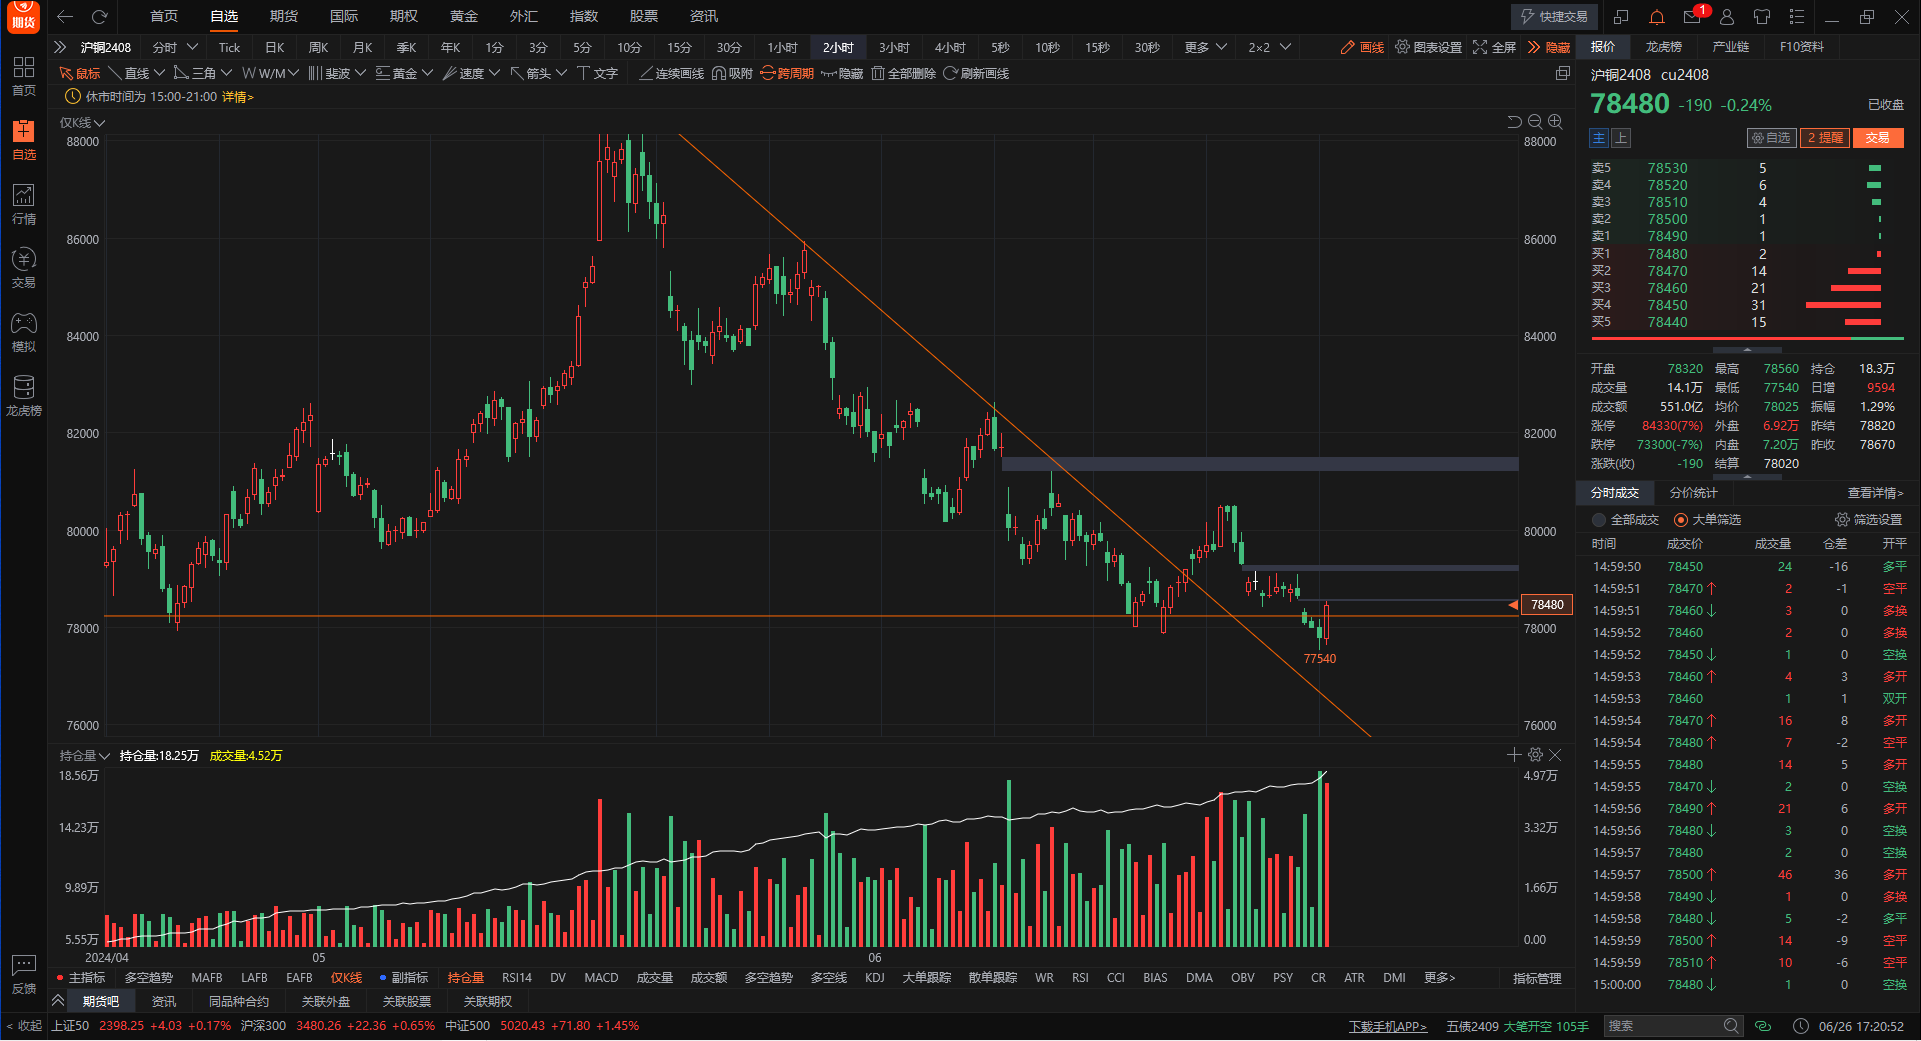 期货 首页 自选 期货 国际 期权 黄金 外汇 指数 股票 资讯 快捷交易 1
沪铜2408 分时 Tick 日K 周K 月K 季K 年K 1分 3分 5分 10分 15分 30分 1小时 2小时 3小时 4小时 5秒 10秒 15秒 30秒 更多 2×2 画线 图表设置 全屏 隐藏
鼠标 直线 三角 W/M 斐波 黄金 速度 箭头 文字 连续画线 吸附 跨周期 隐藏 全部删除 刷新画线
休市时间为 15:00-21:00 详情>
仅K线
首页
自选
行情
交易
模拟
龙虎榜
反馈
< 收起
88000 88000
86000 86000
84000 84000
82000 82000
80000 80000
78480
78000 78000
77540
76000 76000
持仓量 持仓量:18.25万 成交量:4.52万
18.56万 4.97万
14.23万 3.32万
9.89万 1.66万
5.55万 0.00
2024/04 05 06
主指标 多空趋势 MAFB LAFB EAFB 仅K线 副指标 持仓量 RSI14 DV MACD 成交量 成交额 多空趋势 多空线 KDJ 大单跟踪 散单跟踪 WR RSI CCI BIAS DMA OBV PSY CR ATR DMI 更多> 指标管理
期货吧 资讯 同品种合约 关联外盘 关联股票 关联期权
上证50 2398.25 +4.03 +0.17% 沪深300 3480.26 +22.36 +0.65% 中证500 5020.43 +71.80 +1.45%
下载手机APP> 五债2409 大笔开空 105手 搜索 06/26 17:20:52
报价 龙虎榜 产业链 F10资料
沪铜2408 cu2408
78480 -190 -0.24% 已收盘
主 上 自选 2 提醒 交易
卖5 78530 5
卖4 78520 6
卖3 78510 4
卖2 78500 1
卖1 78490 1
买1 78480 2
买2 78470 14
买3 78460 21
买4 78450 31
买5 78440 15
开盘 78320 最高 78560 持仓 18.3万
成交量 14.1万 最低 77540 日增 9594
成交额 551.0亿 均价 78025 振幅 1.29%
涨停 84330(7%) 外盘 6.92万 昨结 78820
跌停 73300(-7%) 内盘 7.20万 昨收 78670
涨跌(收) -190 结算 78020
分时成交 分价统计 查看详情>
全部成交 大单筛选 筛选设置
时间 成交价 成交量 仓差 开平
14:59:50 78450 24 -16 多平
14:59:51 78470↑ 2 -1 空平
14:59:51 78460↓ 3 0 多换
14:59:52 78460 2 0 多换
14:59:52 78450↓ 1 0 空换
14:59:53 78460↑ 4 3 多开
14:59:53 78460 1 1 双开
14:59:54 78470↑ 16 8 多开
14:59:54 78480↑ 7 -2 空平
14:59:55 78480 14 5 多开
14:59:55 78470↓ 2 0 空换
14:59:56 78490↑ 21 6 多开
14:59:56 78480↓ 3 0 空换
14:59:57 78480 2 0 空换
14:59:57 78500↑ 46 36 多开
14:59:58 78490↓ 1 0 多换
14:59:58 78480↓ 5 -2 多平
14:59:59 78500↑ 14 -9 空平
14:59:59 78510↑ 10 -6 空平
15:00:00 78480↓ 1 0 空换